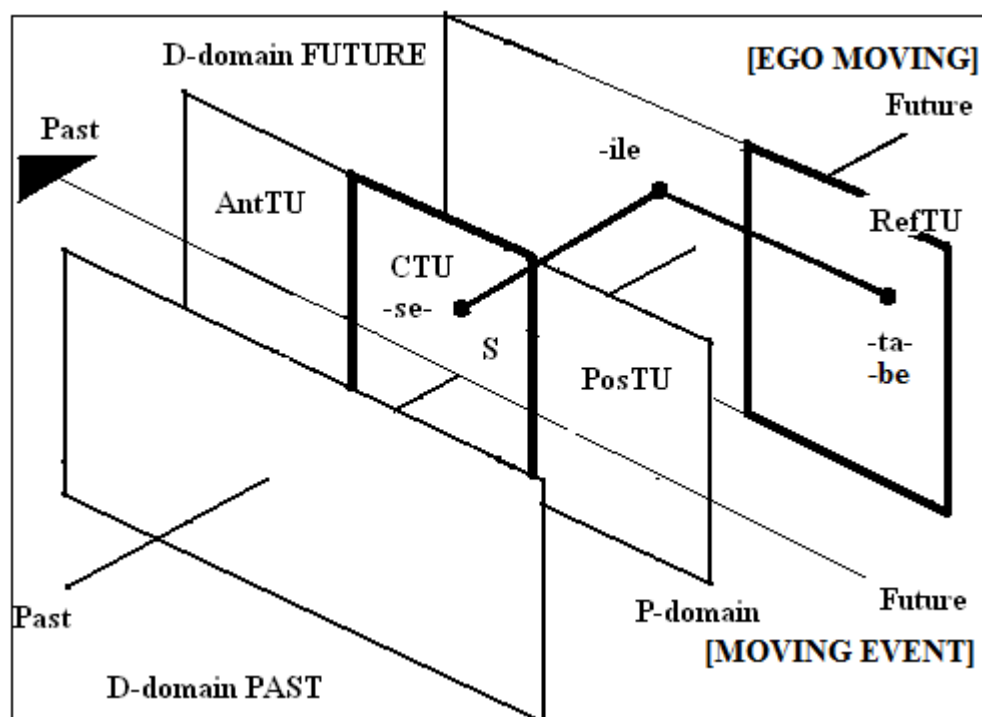 D-domain FUTURE
[EGO MOVING]
Past
Future
-ile
AntTU
RefTU
CTU
-se-
S
PosTU
-ta-
-be
Past
P-domain
Future
[MOVING EVENT]
D-domain PAST